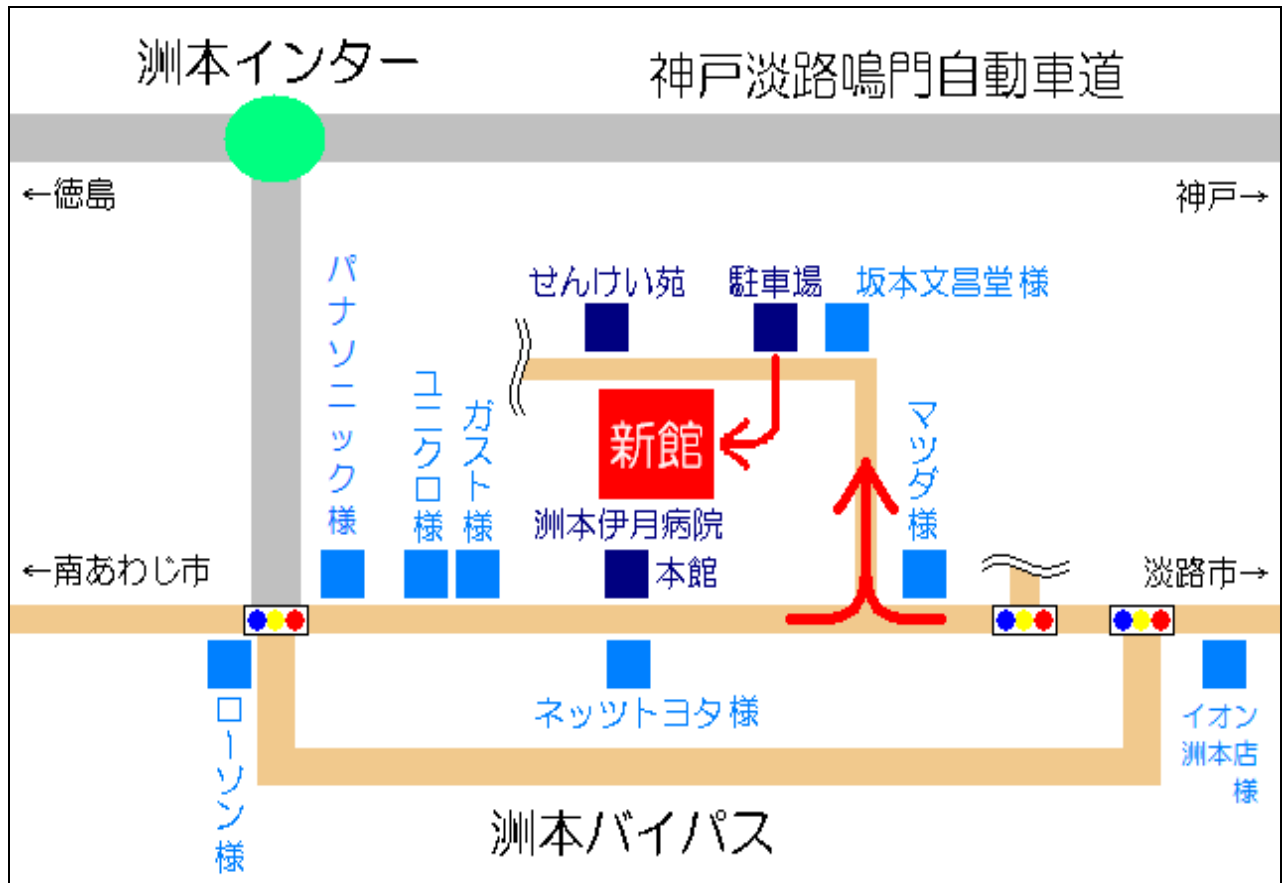 洲本インター
神戸淡路鳴門自動車道
←徳島
神戸→
パナソニック様
ユニクロ様
ガスト様
せんけい苑
駐車場
坂本文昌堂様
新館
マツダ様
洲本伊月病院
本館
←南あわじ市
淡路市→
ローソン様
ネッツトヨタ様
イオン
洲本店
様
洲本バイパス